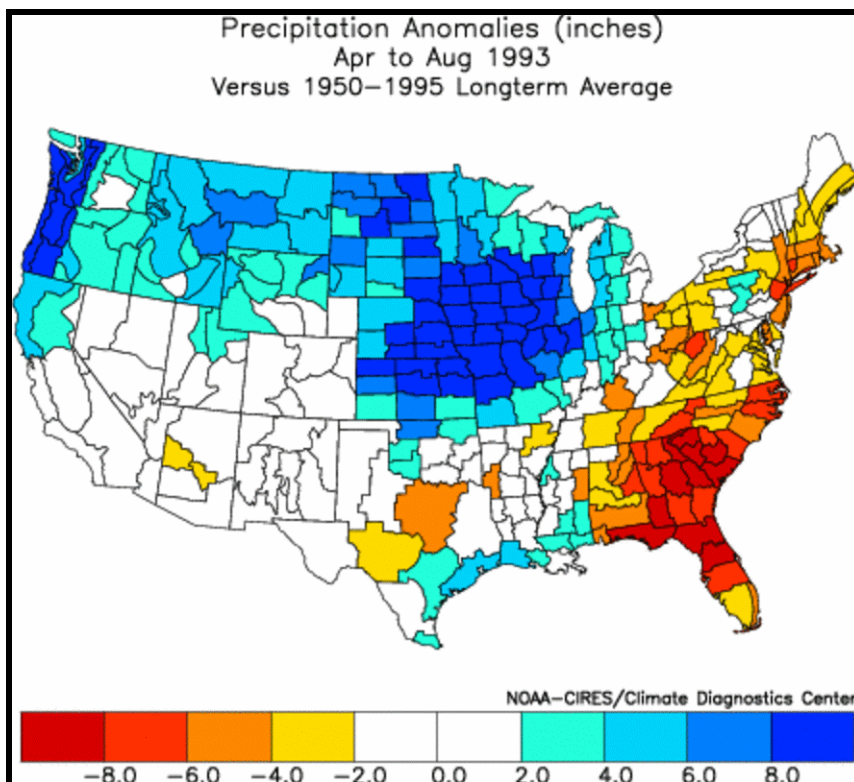 Precipitation Anomalies (inches)
Apr to Aug 1993
Versus 1950-1995 Longterm Average
NOAA-CIRES/Climate Diagnostics Center
-8.0 -6.0 -4.0 -2.0 0.0 2.0 4.0 6.0 8.0